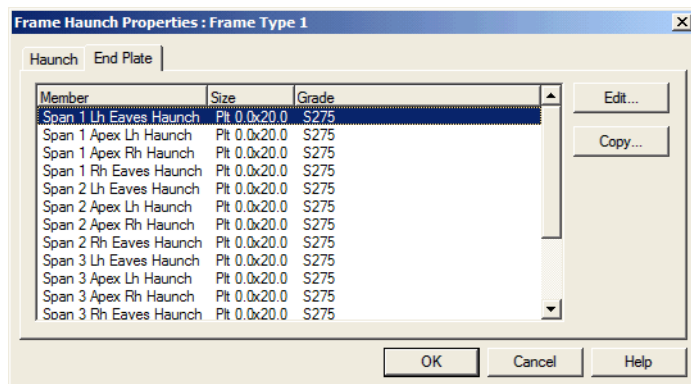 Frame Haunch Properties : Frame Type 1
Haunch End Plate
Member Size Grade
Span 1 Lh Eaves Haunch Plt 0.0x20.0 S275
Span 1 Apex Lh Haunch Plt 0.0x20.0 S275
Span 1 Apex Rh Haunch Plt 0.0x20.0 S275
Span 1 Rh Eaves Haunch Plt 0.0x20.0 S275
Span 2 Lh Eaves Haunch Plt 0.0x20.0 S275
Span 2 Apex Lh Haunch Plt 0.0x20.0 S275
Span 2 Apex Rh Haunch Plt 0.0x20.0 S275
Span 2 Rh Eaves Haunch Plt 0.0x20.0 S275
Span 3 Lh Eaves Haunch Plt 0.0x20.0 S275
Span 3 Apex Lh Haunch Plt 0.0x20.0 S275
Span 3 Apex Rh Haunch Plt 0.0x20.0 S275
Span 3 Rh Eaves Haunch Plt 0.0x20.0 S275
Edit...
Copy...
OK Cancel Help